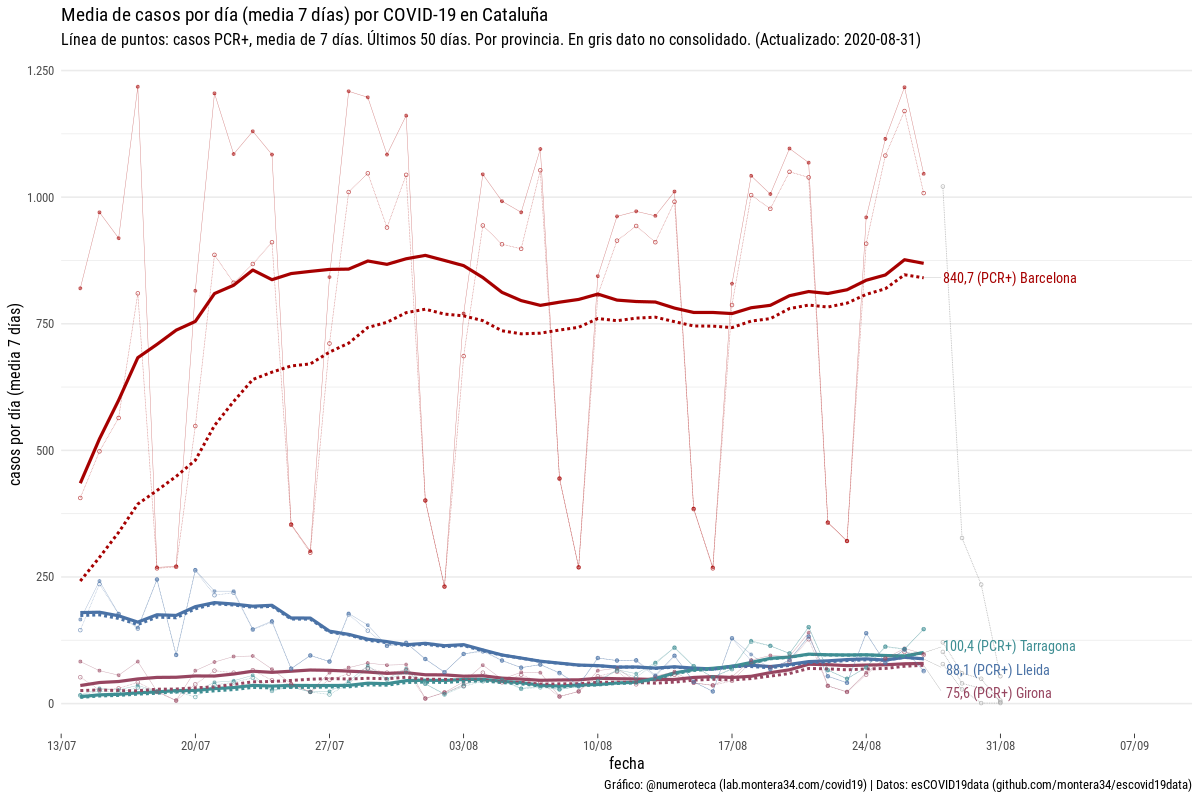 Media de casos por día (media 7 días) por COVID-19 en Cataluña
Línea de puntos: casos PCR+, media de 7 días. Últimos 50 días. Por provincia. En gris dato no consolidado. (Actualizado: 2020-08-31)
casos por día (media 7 días)
1.250
1.000
750
500
250
0
840,7 (PCR+) Barcelona
100,4 (PCR+) Tarragona
88,1 (PCR+) Lleida
75,6 (PCR+) Girona
13/07 20/07 27/07 03/08 10/08 17/08 24/08 31/08 07/09
fecha
Gráfico: @numeroteca (lab.montera34.com/covid19) | Datos: esCOVID19data (github.com/montera34/escovid19data)